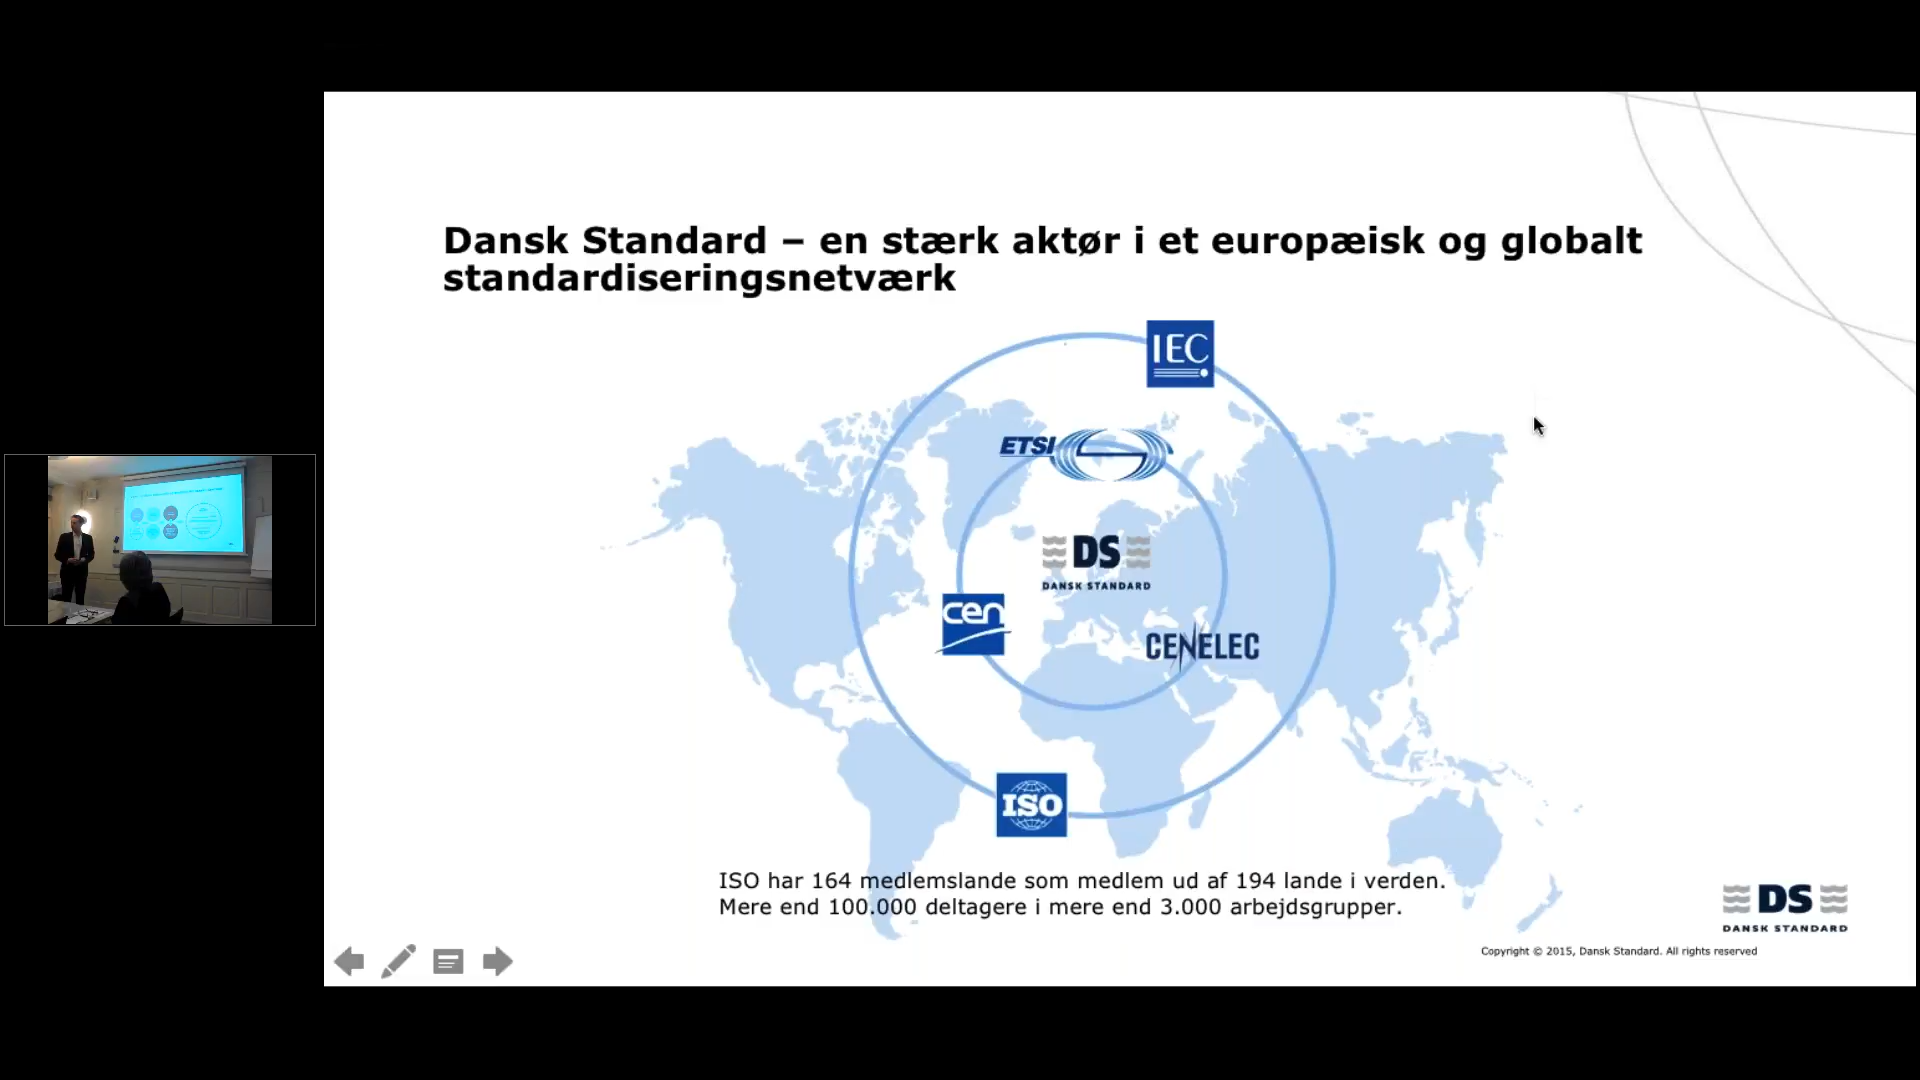 Dansk Standard – en stærk aktør i et europæisk og globalt
standardiseringsnetværk
IEC
ETSI
DS
DANSK STANDARD
cen
CENELEC
ISO
ISO har 164 medlemslande som medlem ud af 194 lande i verden.
Mere end 100.000 deltagere i mere end 3.000 arbejdsgrupper.
DS
DANSK STANDARD
Copyright © 2015, Dansk Standard. All rights reserved